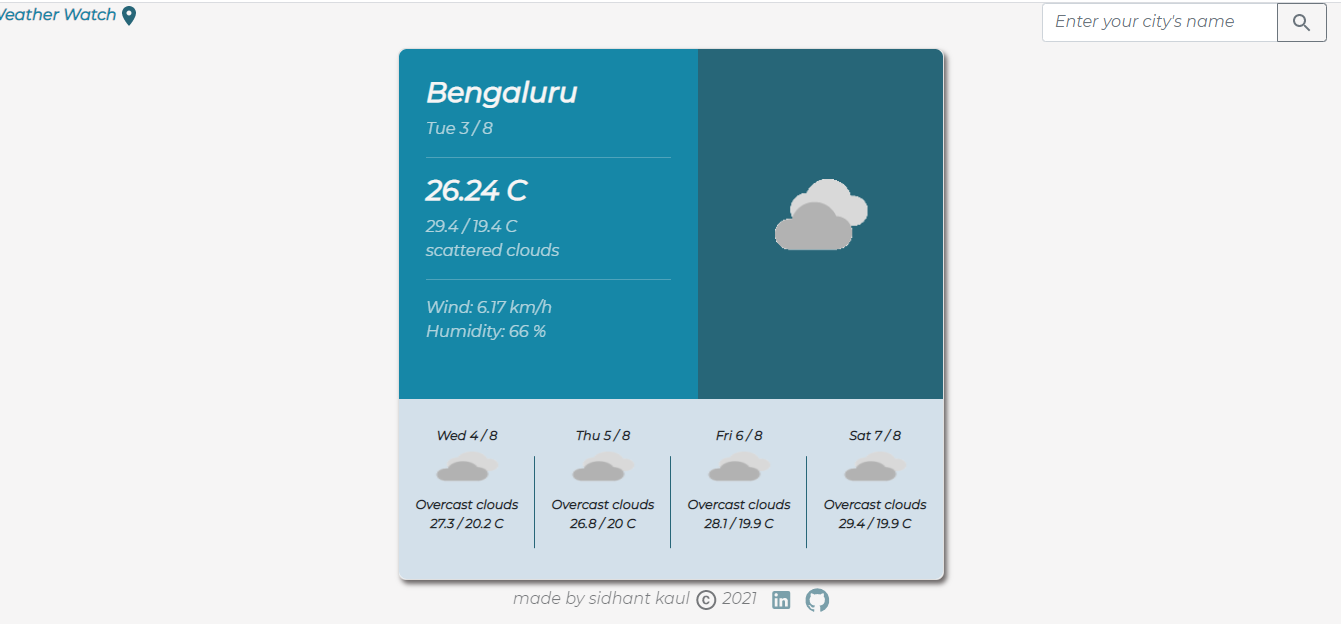 Weather Watch
Enter your city's name
Bengaluru
Tue 3 / 8
26.24 C
29.4 / 19.4 C
scattered clouds
Wind: 6.17 km/h
Humidity: 66 %
Wed 4 / 8
Overcast clouds
27.3 / 20.2 C
Thu 5 / 8
Overcast clouds
26.8 / 20 C
Fri 6 / 8
Overcast clouds
28.1 / 19.9 C
Sat 7 / 8
Overcast clouds
29.4 / 19.9 C
made by sidhant kaul © 2021
in